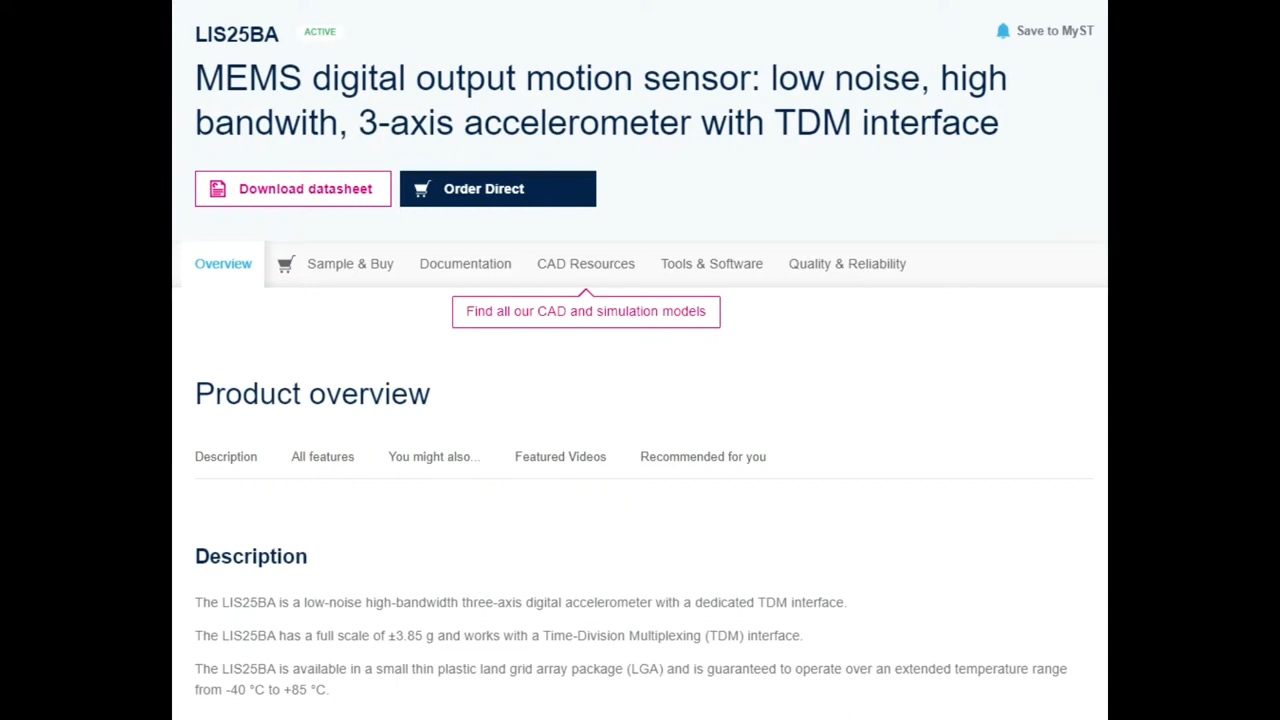 LIS25BA ACTIVE Save to MyST
MEMS digital output motion sensor: low noise, high
bandwith, 3-axis accelerometer with TDM interface
Download datasheet Order Direct
Overview Sample & Buy Documentation CAD Resources Tools & Software Quality & Reliability
Find all our CAD and simulation models
Product overview
Description All features You might also... Featured Videos Recommended for you
Description
The LIS25BA is a low-noise high-bandwidth three-axis digital accelerometer with a dedicated TDM interface.
The LIS25BA has a full scale of ±3.85 g and works with a Time-Division Multiplexing (TDM) interface.
The LIS25BA is available in a small thin plastic land grid array package (LGA) and is guaranteed to operate over an extended temperature range
from -40 °C to +85 °C.